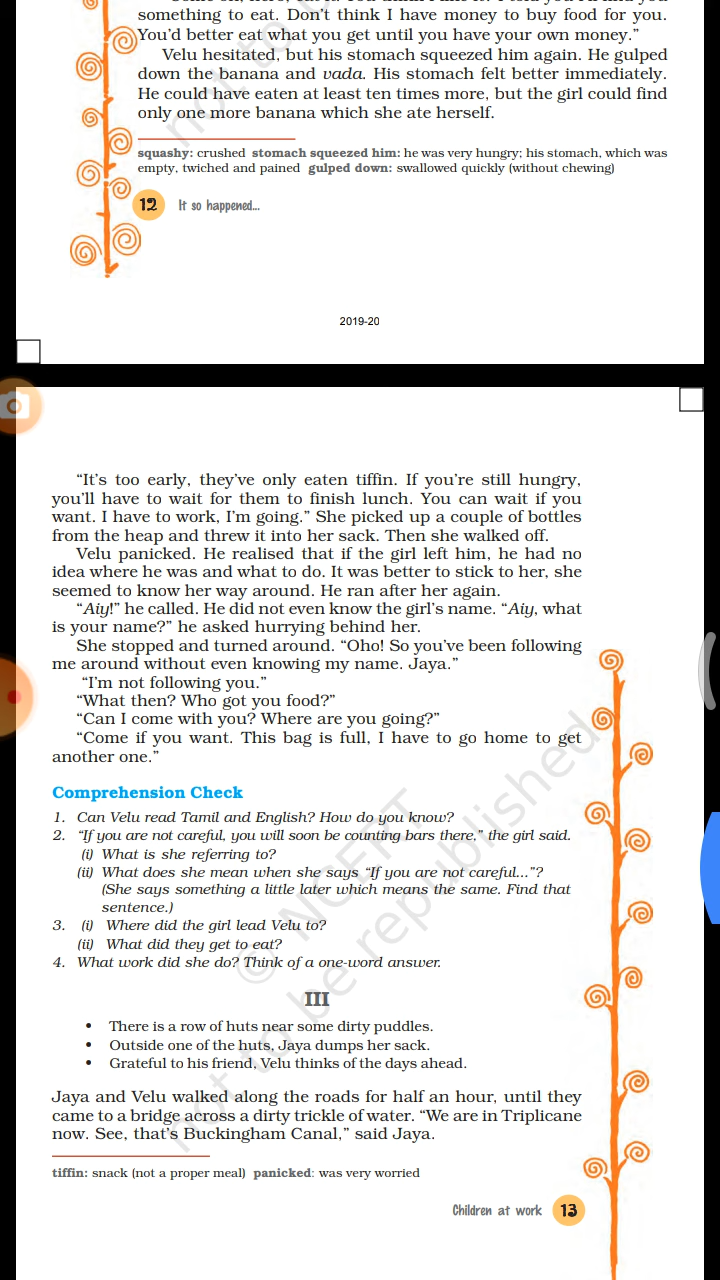 something to eat. Don't think I have money to buy food for you.
You'd better eat what you get until you have your own money.”
Velu hesitated, but his stomach squeezed him again. He gulped
down the banana and vada. His stomach felt better immediately.
He could have eaten at least ten times more, but the girl could find
only one more banana which she ate herself.
squashy: crushed stomach squeezed him: he was very hungry; his stomach, which was
empty, twiched and pained gulped down: swallowed quickly (without chewing)
12 It so happened...
2019-20
“It's too early, they've only eaten tiffin. If you're still hungry,
you'll have to wait for them to finish lunch. You can wait if you
want. I have to work, I'm going.” She picked up a couple of bottles
from the heap and threw it into her sack. Then she walked off.
Velu panicked. He realised that if the girl left him, he had no
idea where he was and what to do. It was better to stick to her, she
seemed to know her way around. He ran after her again.
“Aiy!” he called. He did not even know the girl's name. “Aiy, what
is your name?” he asked hurrying behind her.
She stopped and turned around. “Oho! So you've been following
me around without even knowing my name. Jaya.”
“I'm not following you.”
“What then? Who got you food?”
“Can I come with you? Where are you going?”
“Come if you want. This bag is full, I have to go home to get
another one.”
Comprehension Check
1. Can Velu read Tamil and English? How do you know?
2. “If you are not careful, you will soon be counting bars there,” the girl said.
(i) What is she referring to?
(ii) What does she mean when she says “If you are not careful...”?
(She says something a little later which means the same. Find that
sentence.)
3. (i) Where did the girl lead Velu to?
(ii) What did they get to eat?
4. What work did she do? Think of a one-word answer.
III
• There is a row of huts near some dirty puddles.
• Outside one of the huts, Jaya dumps her sack.
• Grateful to his friend, Velu thinks of the days ahead.
Jaya and Velu walked along the roads for half an hour, until they
came to a bridge across a dirty trickle of water. “We are in Triplicane
now. See, that's Buckingham Canal,” said Jaya.
tiffin: snack (not a proper meal) panicked: was very worried
Children at work 13
© NCERT
not to be republished